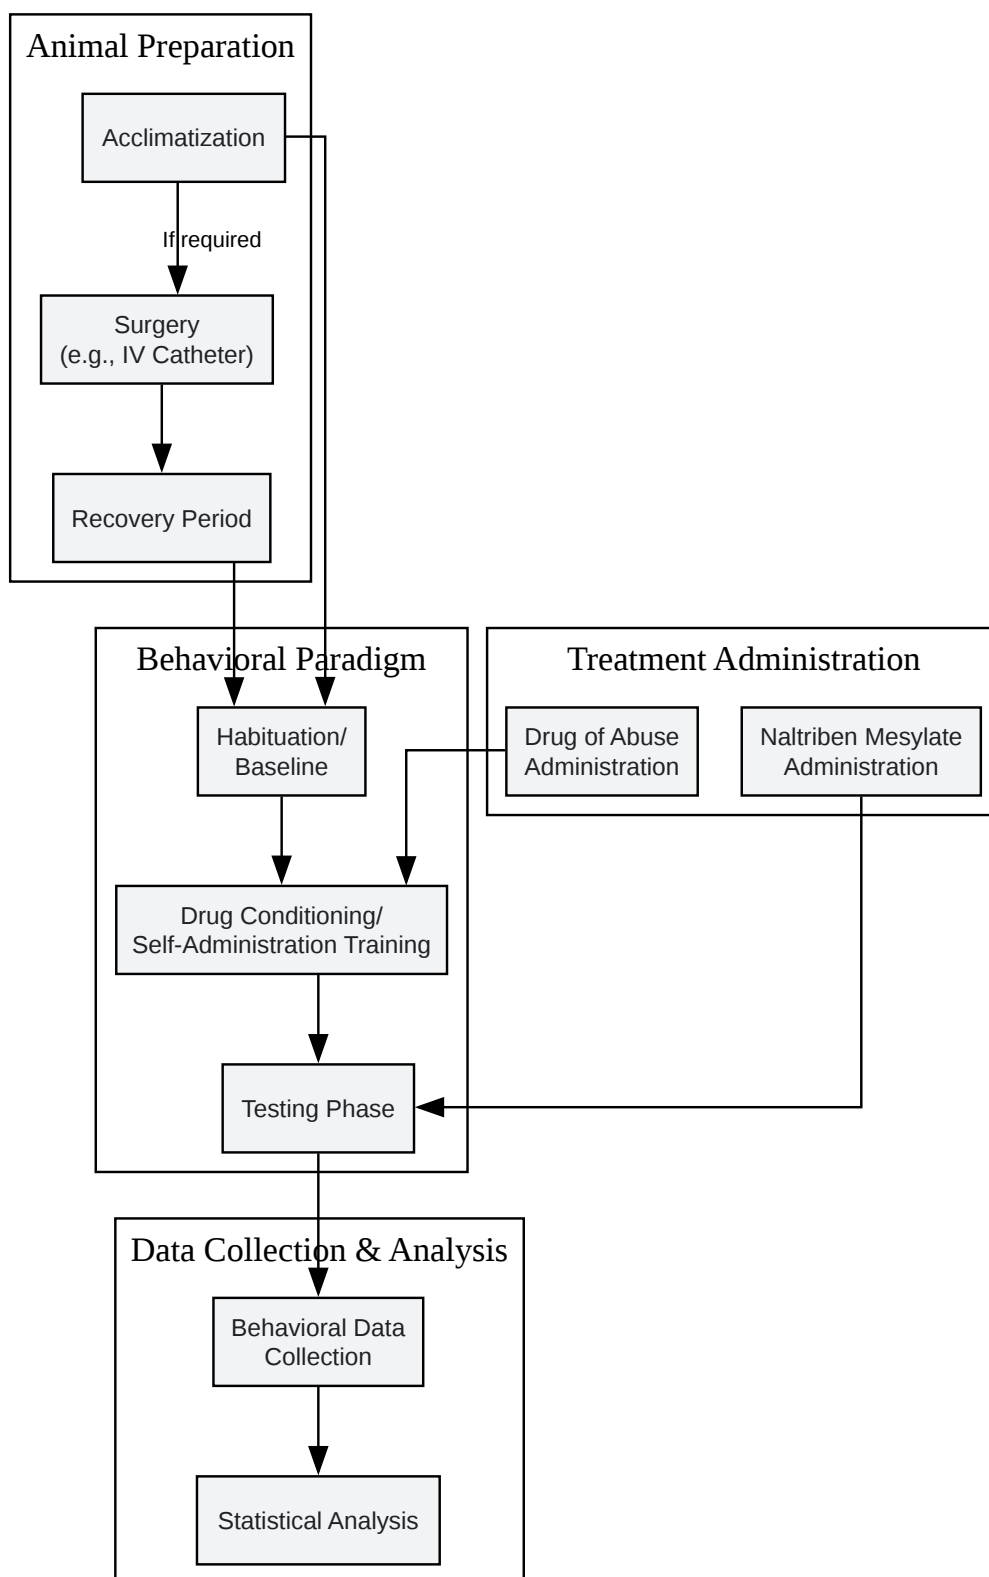 Animal Preparation
Acclimatization
If required
Surgery
(e.g., IV Catheter)
Recovery Period
Behavioral Paradigm
Habituation/
Baseline
Drug Conditioning/
Self-Administration Training
Testing Phase
Treatment Administration
Drug of Abuse
Administration
Naltriben Mesylate
Administration
Data Collection & Analysis
Behavioral Data
Collection
Statistical Analysis